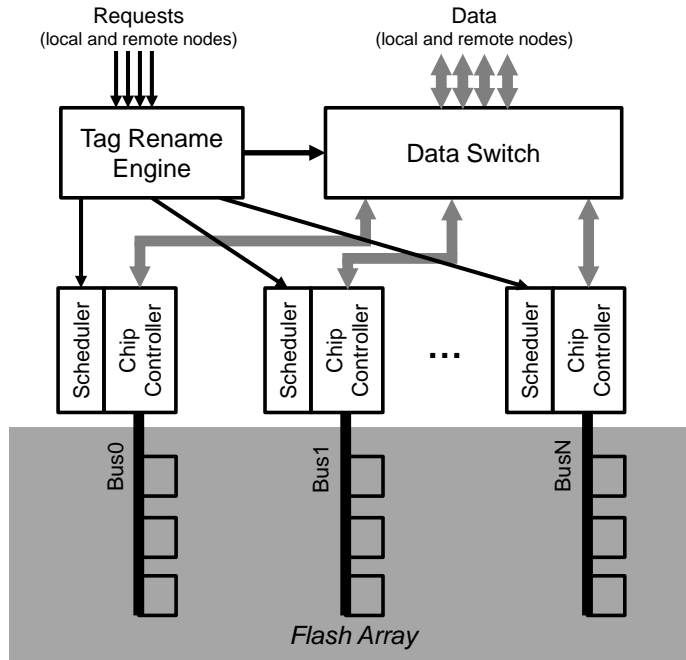 Requests
(local and remote nodes)
Data
(local and remote nodes)
Tag Rename
Engine
Data Switch
Scheduler
Chip
Controller
Scheduler
Chip
Controller
...
Scheduler
Chip
Controller
Bus0
Bus1
BusN
Flash Array